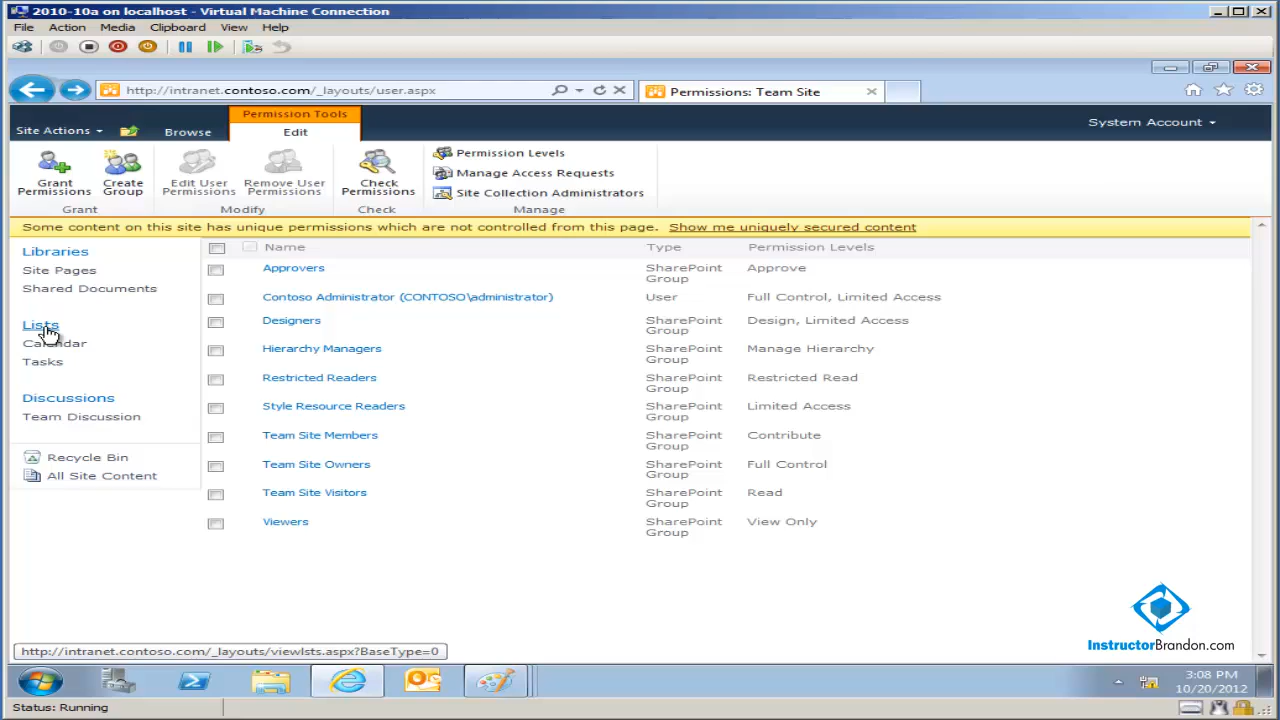 2010-10a on localhost - Virtual Machine Connection
File Action Media Clipboard View Help
http://intranet.contoso.com/_layouts/user.aspx
Permissions: Team Site
Permission Tools
Site Actions Browse Edit
System Account
Grant Permissions
Create Group
Edit User Permissions
Remove User Permissions
Check Permissions
Permission Levels
Manage Access Requests
Site Collection Administrators
Grant Modify Check Manage
Some content on this site has unique permissions which are not controlled from this page. Show me uniquely secured content
Libraries
Site Pages
Shared Documents
Lists
Calendar
Tasks
Discussions
Team Discussion
Recycle Bin
All Site Content
Name Type Permission Levels
Approvers SharePoint Group Approve
Contoso Administrator (CONTOSO\administrator) User Full Control, Limited Access
Designers SharePoint Group Design, Limited Access
Hierarchy Managers SharePoint Group Manage Hierarchy
Restricted Readers SharePoint Group Restricted Read
Style Resource Readers SharePoint Group Limited Access
Team Site Members SharePoint Group Contribute
Team Site Owners SharePoint Group Full Control
Team Site Visitors SharePoint Group Read
Viewers SharePoint Group View Only
InstructorBrandon.com
http://intranet.contoso.com/_layouts/viewlsts.aspx?BaseType=0
3:08 PM
10/20/2012
Status: Running